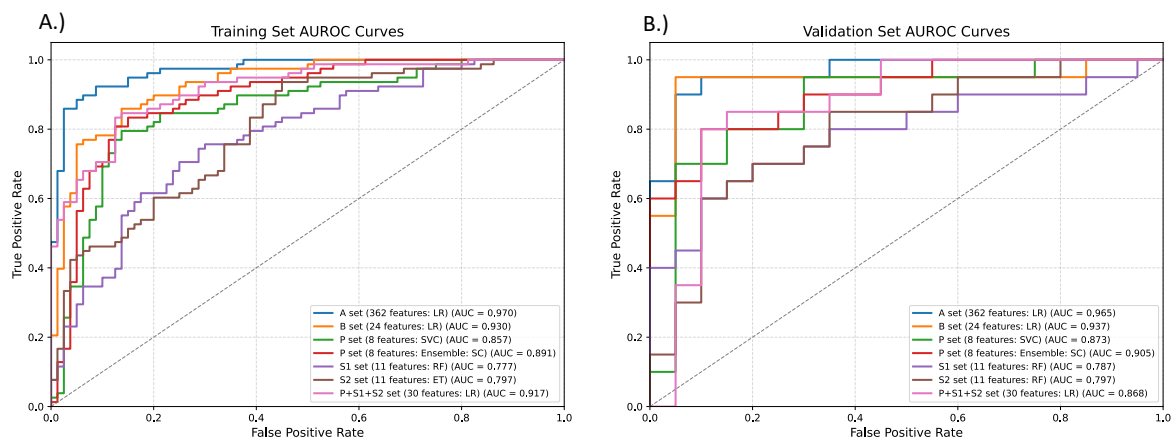 A.)
Training Set AUROC Curves
1.0
0.8
0.6
0.4
0.2
0.0
True Positive Rate
A set (362 features: LR) (AUC = 0.970)
B set (24 features: LR) (AUC = 0.930)
P set (8 features: SVC) (AUC = 0.857)
P set (8 features: Ensemble: SC) (AUC = 0.891)
S1 set (11 features: RF) (AUC = 0.777)
S2 set (11 features: ET) (AUC = 0.797)
P+S1+S2 set (30 features: LR) (AUC = 0.917)
0.0 0.2 0.4 0.6 0.8 1.0
False Positive Rate
B.)
Validation Set AUROC Curves
1.0
0.8
0.6
0.4
0.2
0.0
True Positive Rate
A set (362 features: LR) (AUC = 0.965)
B set (24 features: LR) (AUC = 0.937)
P set (8 features: SVC) (AUC = 0.873)
P set (8 features: Ensemble: SC) (AUC = 0.905)
S1 set (11 features: RF) (AUC = 0.787)
S2 set (11 features: RF) (AUC = 0.797)
P+S1+S2 set (30 features: LR) (AUC = 0.868)
0.0 0.2 0.4 0.6 0.8 1.0
False Positive Rate